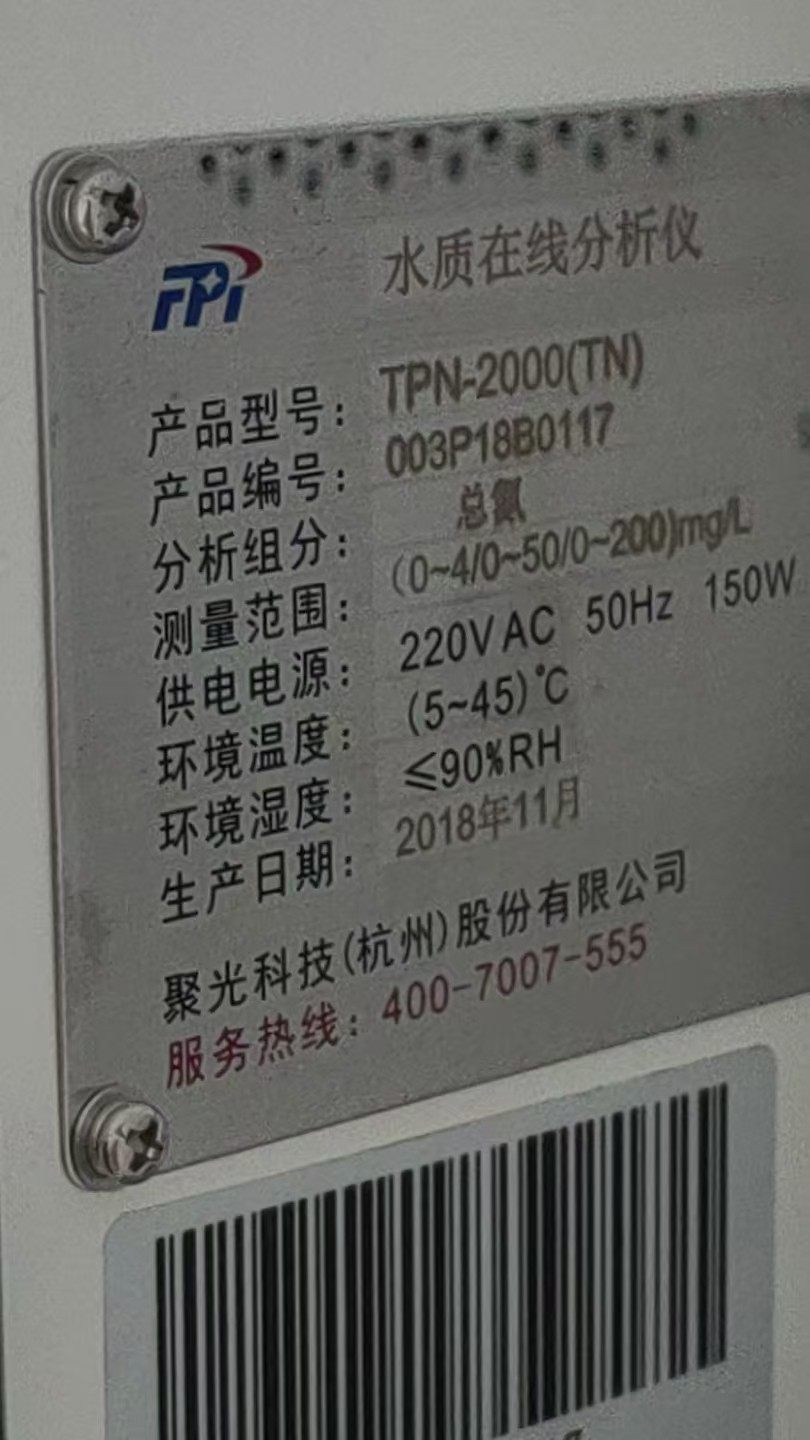 FPI
水质在线分析仪
产品型号: TPN-2000(TN)
产品编号: 003P18B0117
分析组分: 总氮
测量范围: (0~4/0~50/0~200)mg/L
供电电源: 220VAC 50Hz 150W
环境温度: (5~45)℃
环境湿度: ≤90%RH
生产日期: 2018年11月
聚光科技(杭州)股份有限公司
服务热线: 400-7007-555